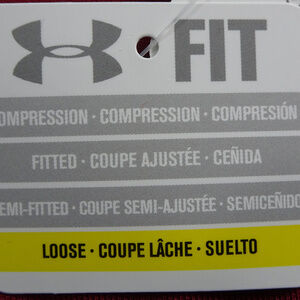 FIT
OMPRESSION · COMPRESSION · COMPRESIÓN
FITTED · COUPE AJUSTÉE · CEÑIDA
EMI-FITTED · COUPE SEMI-AJUSTÉE · SEMICEÑIDO
LOOSE · COUPE LÂCHE · SUELTO